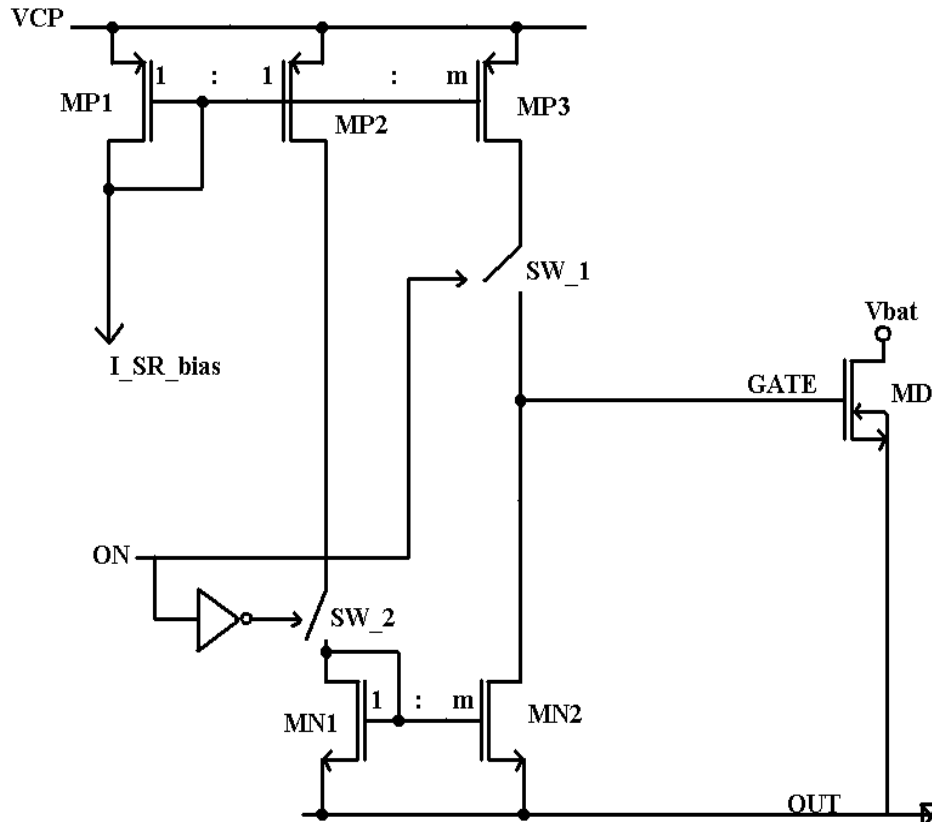 VCP
1 : 1 : m
MP1 MP2 MP3
SW_1
I_SR_bias
Vbat
GATE MD
ON
SW_2
1 : m
MN1 MN2
OUT